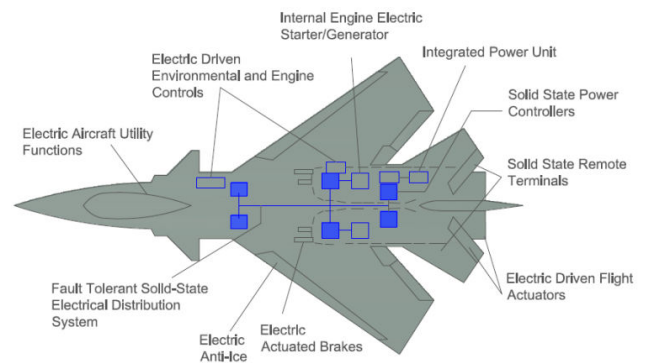 Internal Engine Electric
Starter/Generator
Electric Driven
Environmental and Engine
Controls
Integrated Power Unit
Solid State Power
Controllers
Electric Aircraft Utility
Functions
Solid State Remote
Terminals
Fault Tolerant Solld-State
Electrical Distribution
System
Electric
Anti-Ice
Electric
Actuated Brakes
Electric Driven Flight
Actuators